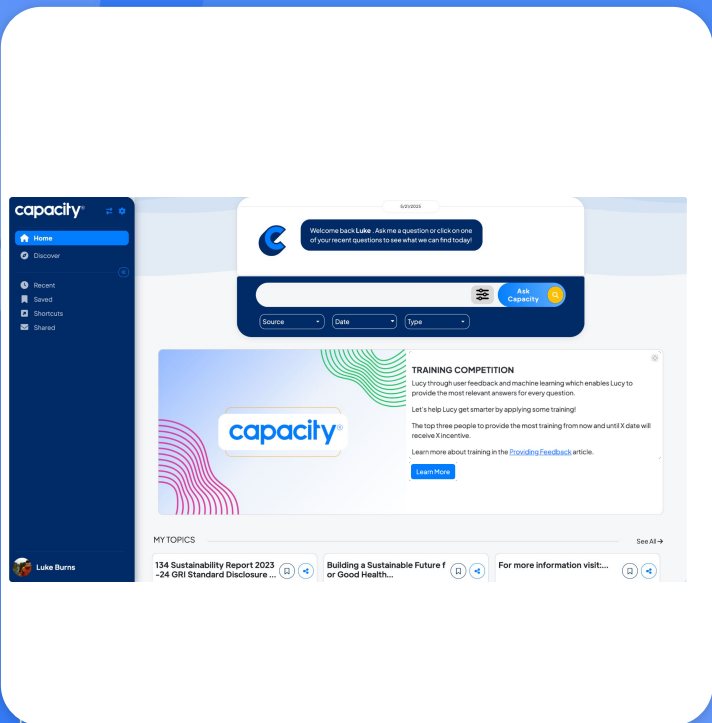 capacity®
Home
Discover
Recent
Saved
Shortcuts
Shared
Luke Burns
5/21/2025
Welcome back Luke . Ask me a question or click on one
of your recent questions to see what we can find today!
Ask
Capacity
Source
Date
Type
capacity®
TRAINING COMPETITION
Lucy through user feedback and machine learning which enables Lucy to
provide the most relevant answers for every question.
Let's help Lucy get smarter by applying some training!
The top three people to provide the most training from now and until X date will
receive X incentive.
Learn more about training in the Providing Feedback article.
Learn More
MY TOPICS
See All
134 Sustainability Report 2023
-24 GRI Standard Disclosure ...
Building a Sustainable Future f
or Good Health...
For more information visit:...